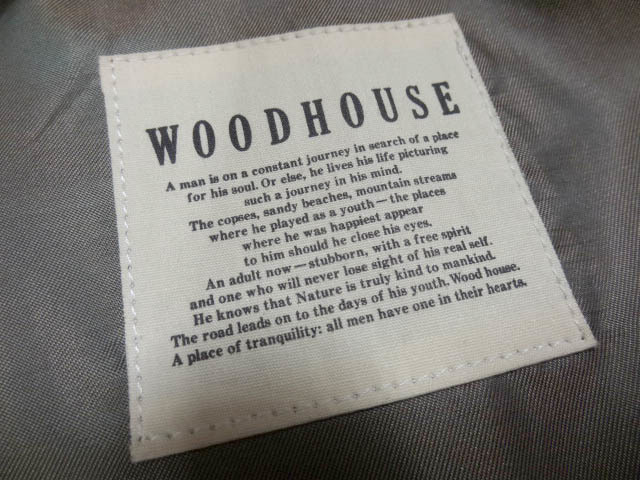 WOODHOUSE
A man is on a constant journey in search of a place
for his soul. Or else, he lives his life picturing
such a journey in his mind.
The copses, sandy beaches, mountain streams
where he played as a youth — the places
where he was happiest appear
to him should he close his eyes.
An adult now — stubborn, with a free spirit
and one who will never lose sight of his real self.
He knows that Nature is truly kind to mankind.
The road leads on to the days of his youth. Wood house.
A place of tranquility: all men have one in their hearts.